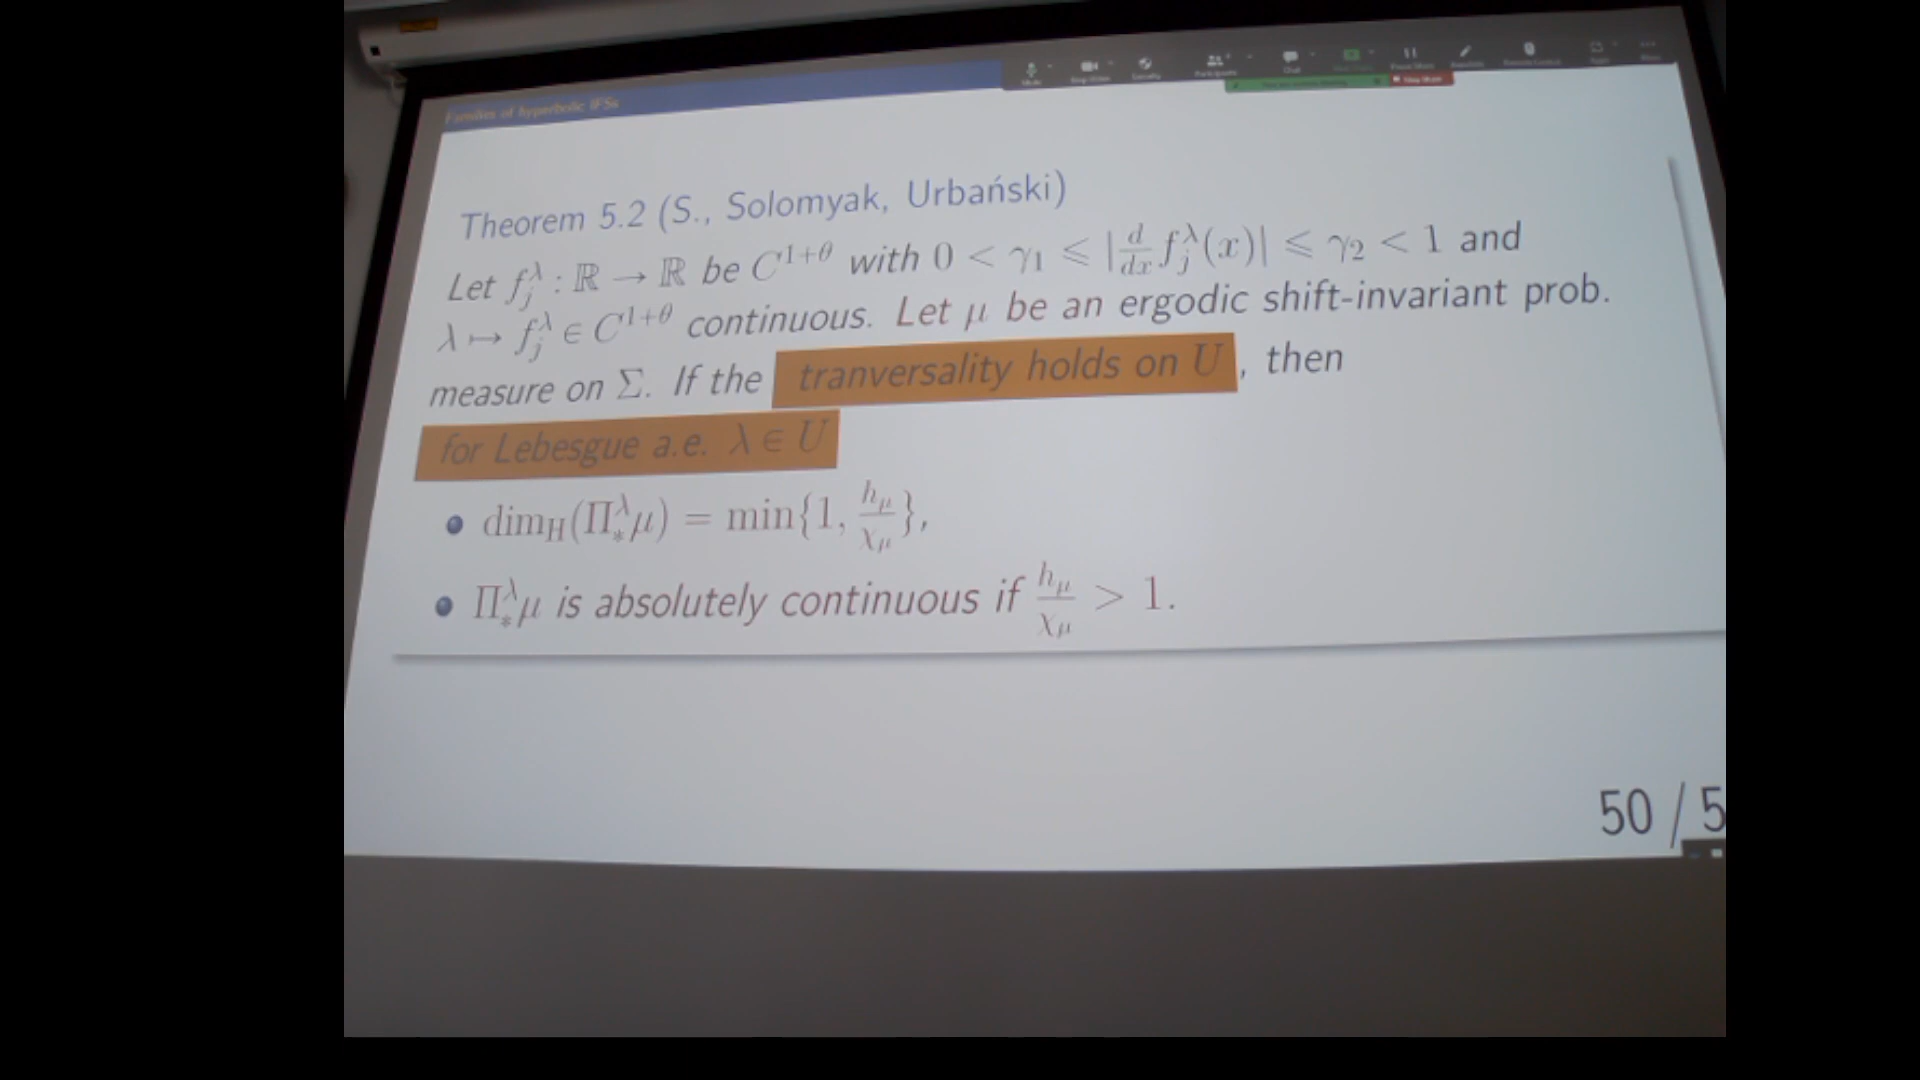 Families of hyperbolic IFSs
Theorem 5.2 (S., Solomyak, Urbański)
Let $f_j^\lambda : \mathbb{R} \to \mathbb{R}$ be $C^{1+\theta}$ with $0 < \gamma_1 \leqslant |\frac{d}{dx} f_j^\lambda(x)| \leqslant \gamma_2 < 1$ and
$\lambda \mapsto f_j^\lambda \in C^{1+\theta}$ continuous. Let $\mu$ be an ergodic shift-invariant prob.
measure on $\Sigma$. If the tranversality holds on $U$, then
for Lebesgue a.e. $\lambda \in U$
• $\dim_H(\Pi_*^\lambda \mu) = \min\{1, \frac{h_\mu}{\chi_\mu}\},$
• $\Pi_*^\lambda \mu$ is absolutely continuous if $\frac{h_\mu}{\chi_\mu} > 1.$
50 / 5